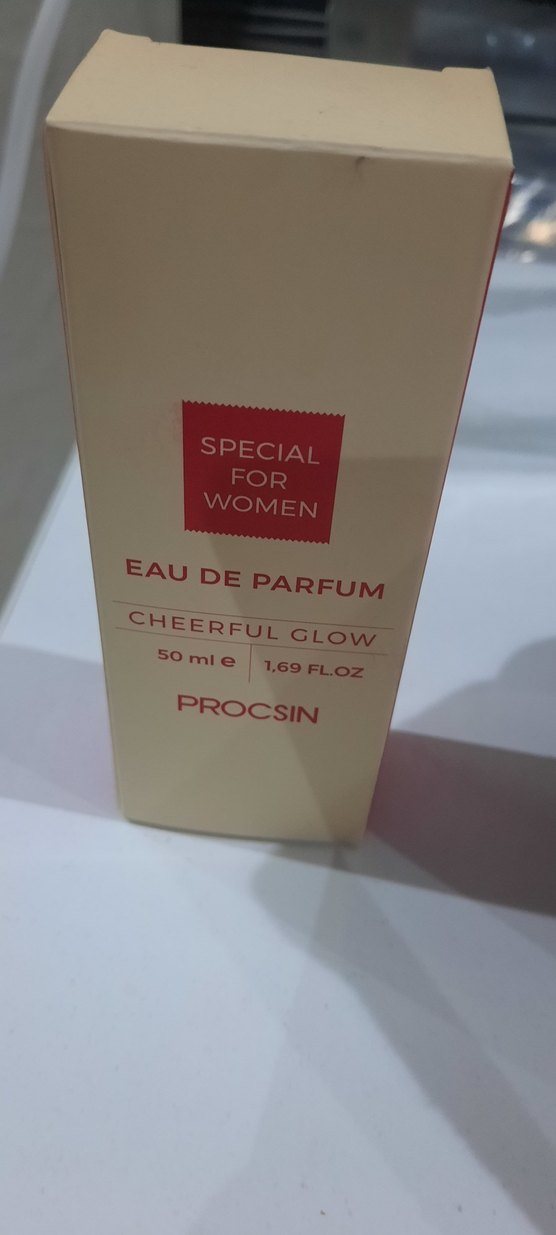 SPECIAL
FOR
WOMEN
EAU DE PARFUM
CHEERFUL GLOW
50 ml e 1,69 FL.OZ
PROCSIN